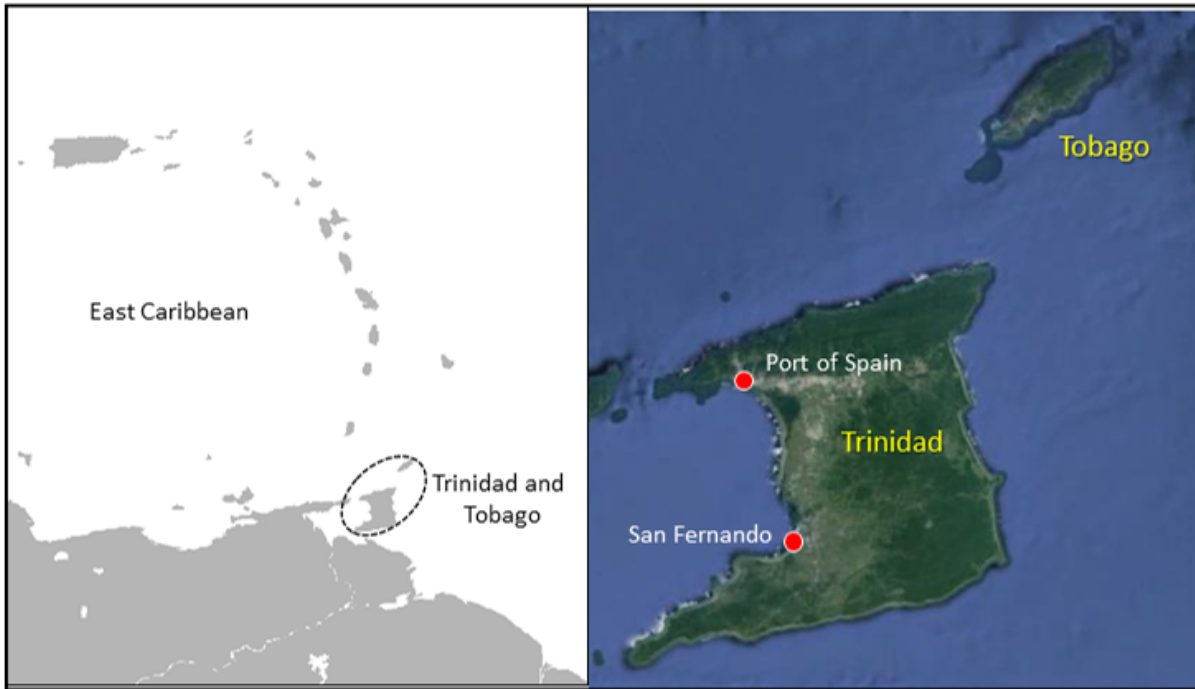 East Caribbean
Trinidad and
Tobago
Tobago
Port of Spain
Trinidad
San Fernando